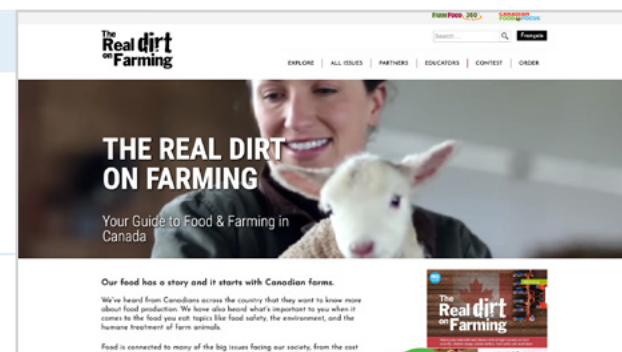 FarmFood 360
CANADIAN
FOOD FOCUS
The
Real dirt
on Farming
Search ...
Français
EXPLORE | ALL ISSUES | PARTNERS | EDUCATORS | CONTEST | ORDER
THE REAL DIRT
ON FARMING
Your Guide to Food & Farming in
Canada
Our food has a story and it starts with Canadian farms.
We've heard from Canadians across the country that they want to know more
about food production. We have also heard what's important to you when it
comes to the food you eat: topics like food safety, the environment, and the
humane treatment of farm animals.
Food is connected to many of the big issues facing our society, from the cost
The
Real dirt
on Farming